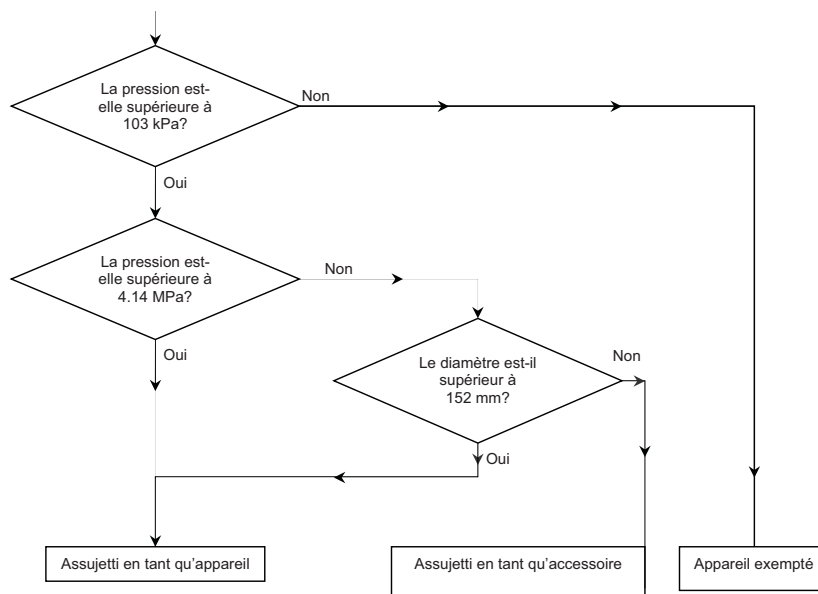 La pression est-
elle supérieure à
103 kPa?
Non
Oui
La pression est-
elle supérieure à
4.14 MPa?
Non
Oui
Le diamètre est-il
supérieur à
152 mm?
Non
Oui
Assujetti en tant qu'appareil
Assujetti en tant qu'accessoire
Appareil exempté